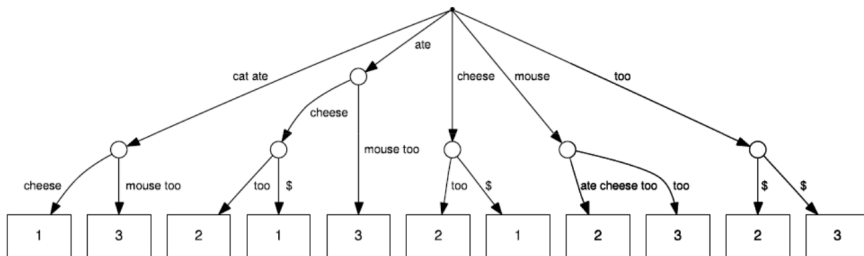 ate
cat ate cheese mouse too
cheese
mouse too
cheese mouse too too $ too $ ate cheese too too $ $
1 3 2 1 3 2 1 2 3 2 3